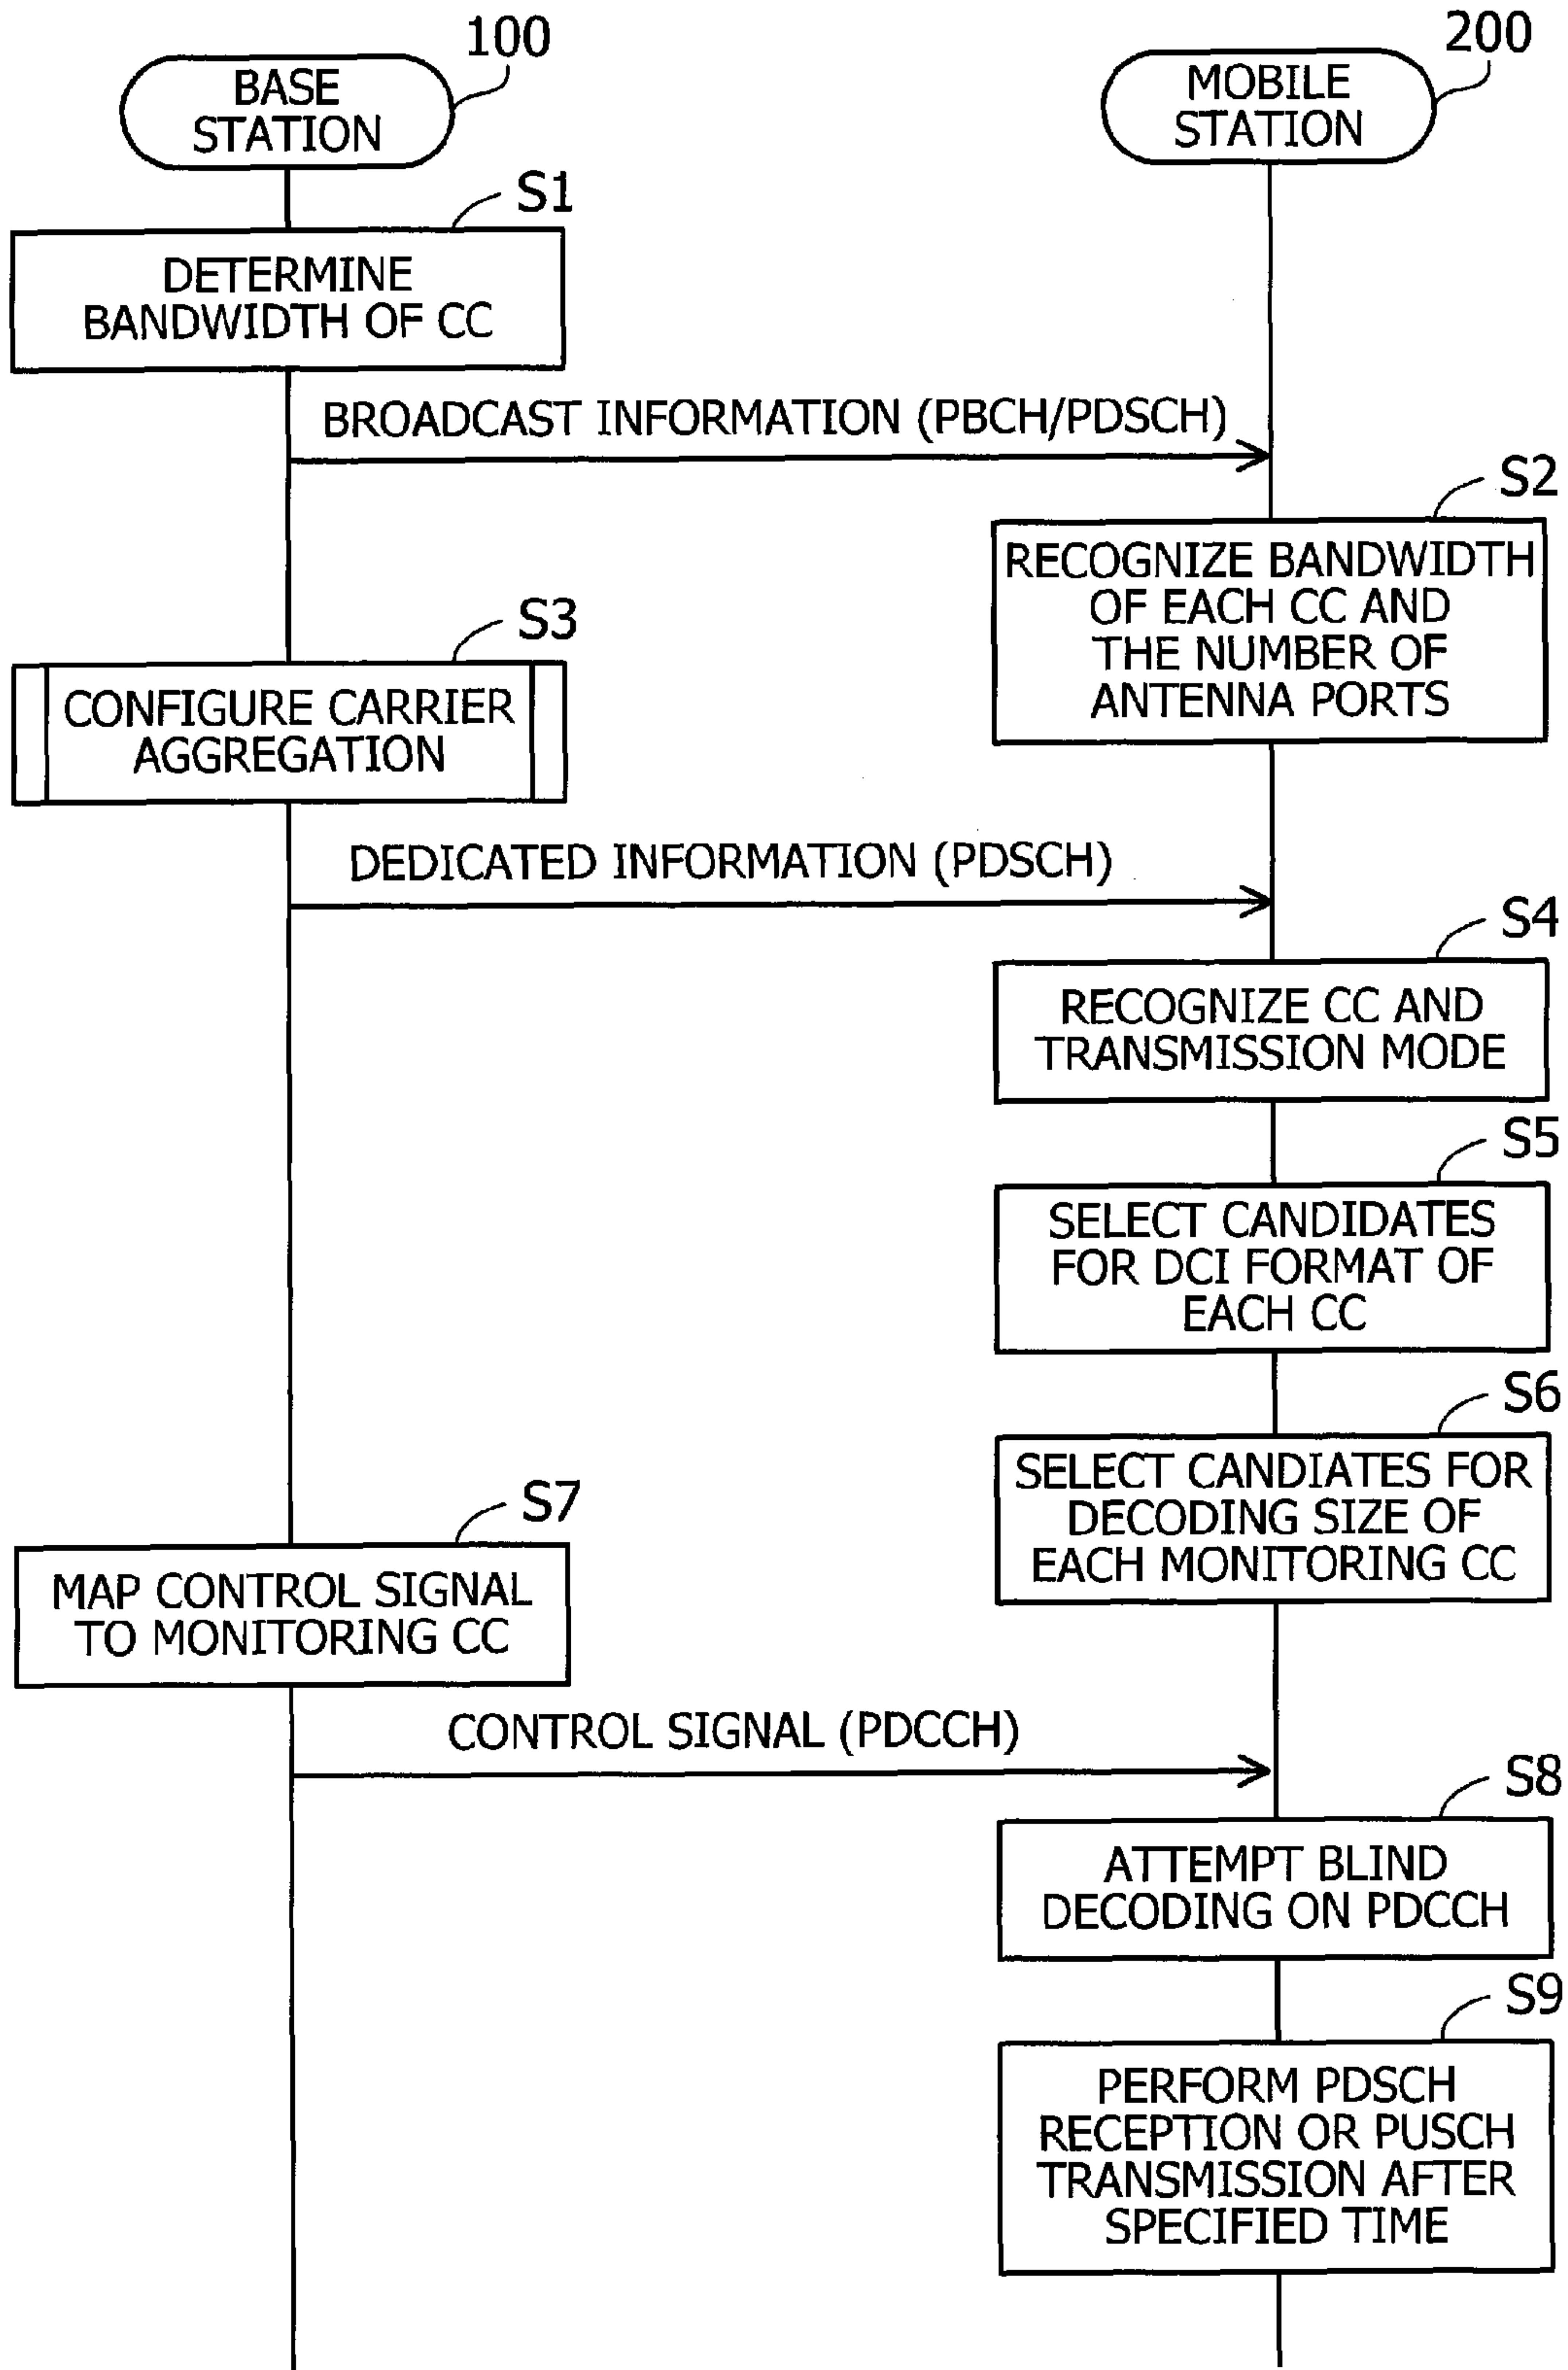 100
BASE
STATION
200
MOBILE
STATION
S1
DETERMINE
BANDWIDTH OF CC
BROADCAST INFORMATION (PBCH/PDSCH)
S2
RECOGNIZE BANDWIDTH
OF EACH CC AND
THE NUMBER OF
ANTENNA PORTS
S3
CONFIGURE CARRIER
AGGREGATION
DEDICATED INFORMATION (PDSCH)
S4
RECOGNIZE CC AND
TRANSMISSION MODE
S5
SELECT CANDIDATES
FOR DCI FORMAT OF
EACH CC
S6
SELECT CANDIATES FOR
DECODING SIZE OF
EACH MONITORING CC
S7
MAP CONTROL SIGNAL
TO MONITORING CC
CONTROL SIGNAL (PDCCH)
S8
ATTEMPT BLIND
DECODING ON PDCCH
S9
PERFORM PDSCH
RECEPTION OR PUSCH
TRANSMISSION AFTER
SPECIFIED TIME